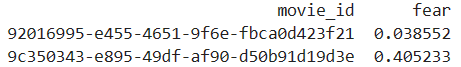 movie_id fear
92016995-e455-4651-9f6e-fbca0d423f21 0.038552
9c350343-e895-49df-af90-d50b91d19d3e 0.405233